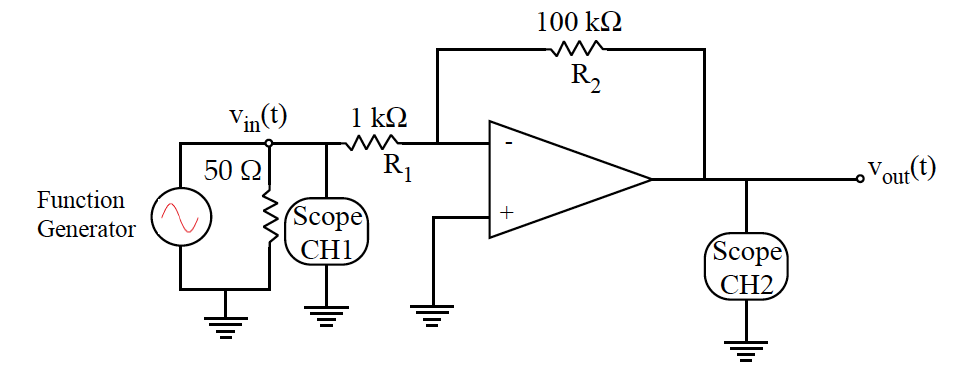 100 kΩ
R2
vin(t)
1 kΩ
R1
50 Ω
Function
Generator
Scope
CH1
-
+
vout(t)
Scope
CH2